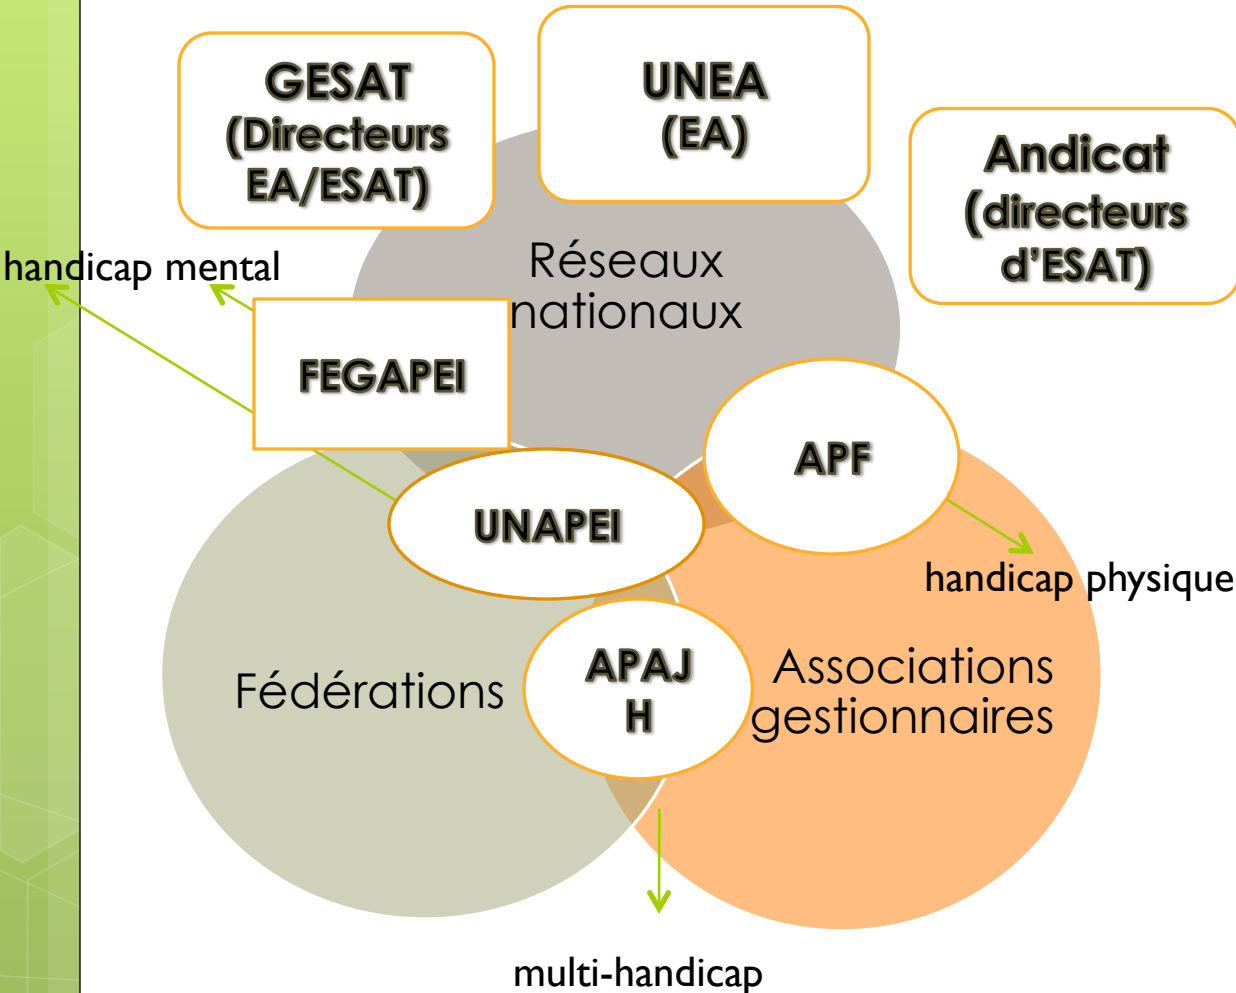 GESAT
(Directeurs
EA/ESAT)
UNEA
(EA)
Andicat
(directeurs
d’ESAT)
handicap mental
Réseaux
nationaux
FEGAPEI
APF
UNAPEI
handicap physique
Fédérations
APAJ
H
Associations
gestionnaires
multi-handicap